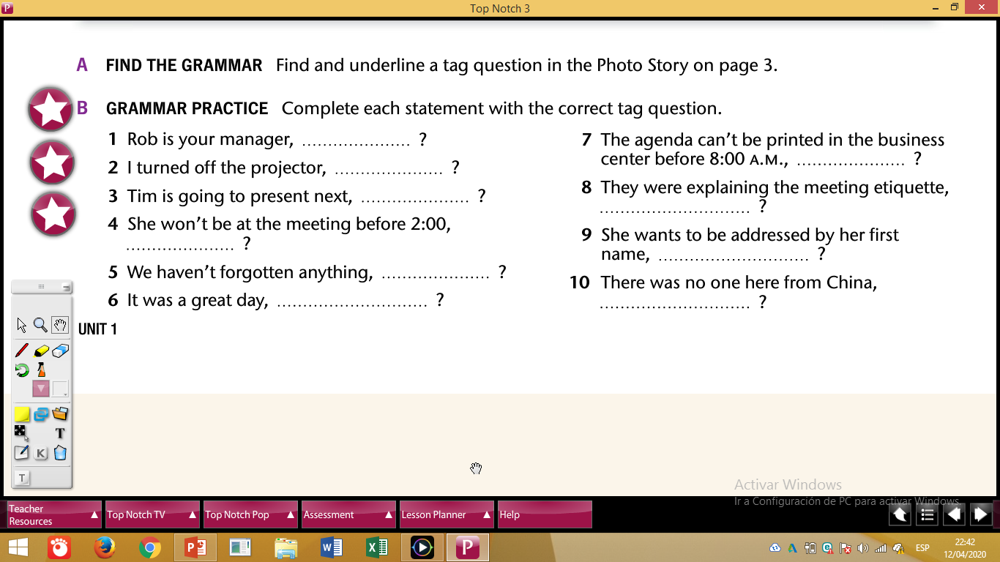 Top Notch 3
A FIND THE GRAMMAR Find and underline a tag question in the Photo Story on page 3.
B GRAMMAR PRACTICE Complete each statement with the correct tag question.
1 Rob is your manager, ..................... ?
2 I turned off the projector, ..................... ?
3 Tim is going to present next, ..................... ?
4 She won't be at the meeting before 2:00,
..................... ?
5 We haven't forgotten anything, ..................... ?
6 It was a great day, ............................. ?
7 The agenda can't be printed in the business
center before 8:00 A.M., ..................... ?
8 They were explaining the meeting etiquette,
............................. ?
9 She wants to be addressed by her first
name, ............................. ?
10 There was no one here from China,
............................. ?
UNIT 1
T
K
T
Activar Windows
Ir a Configuración de PC para activar Windows.
Teacher
Resources
Top Notch TV
Top Notch Pop
Assessment
Lesson Planner
Help
ESP
22:42
12/04/2020